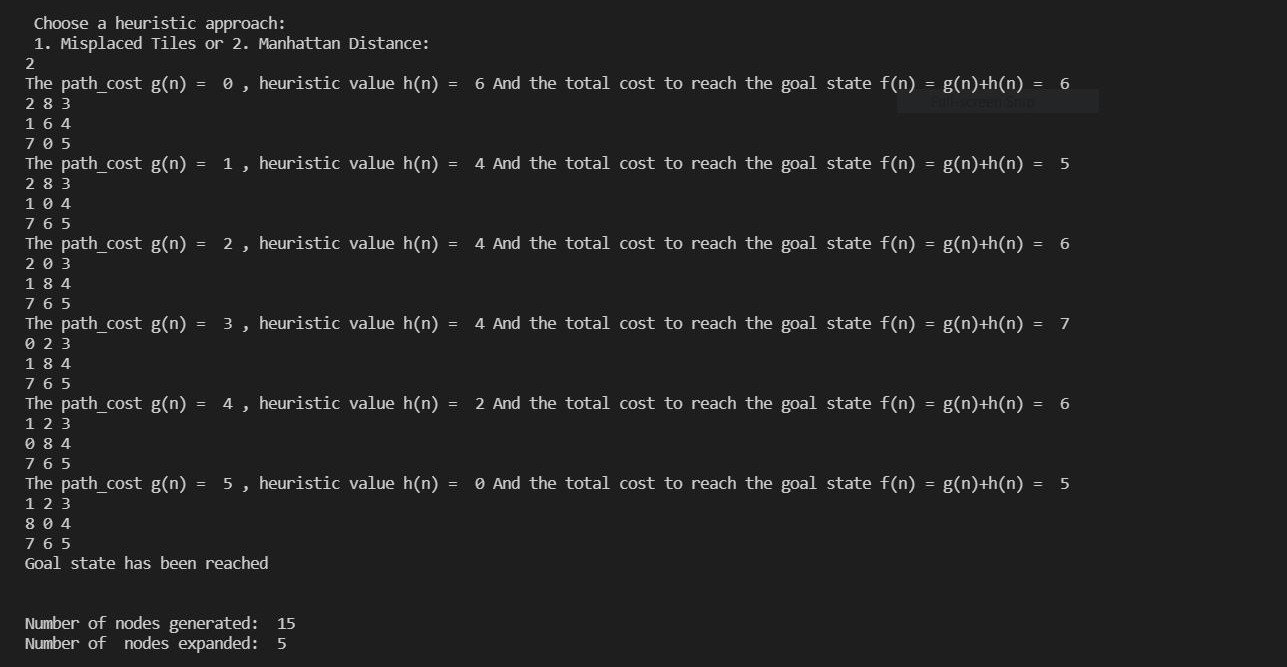 Choose a heuristic approach:
1. Misplaced Tiles or 2. Manhattan Distance:
2
The path_cost g(n) =  0 , heuristic value h(n) =  6 And the total cost to reach the goal state f(n) = g(n)+h(n) =  6
2 8 3
1 6 4
7 0 5
The path_cost g(n) =  1 , heuristic value h(n) =  4 And the total cost to reach the goal state f(n) = g(n)+h(n) =  5
2 8 3
1 0 4
7 6 5
The path_cost g(n) =  2 , heuristic value h(n) =  4 And the total cost to reach the goal state f(n) = g(n)+h(n) =  6
2 0 3
1 8 4
7 6 5
The path_cost g(n) =  3 , heuristic value h(n) =  4 And the total cost to reach the goal state f(n) = g(n)+h(n) =  7
0 2 3
1 8 4
7 6 5
The path_cost g(n) =  4 , heuristic value h(n) =  2 And the total cost to reach the goal state f(n) = g(n)+h(n) =  6
1 2 3
0 8 4
7 6 5
The path_cost g(n) =  5 , heuristic value h(n) =  0 And the total cost to reach the goal state f(n) = g(n)+h(n) =  5
1 2 3
8 0 4
7 6 5
Goal state has been reached
Number of nodes generated:  15
Number of  nodes expanded:  5